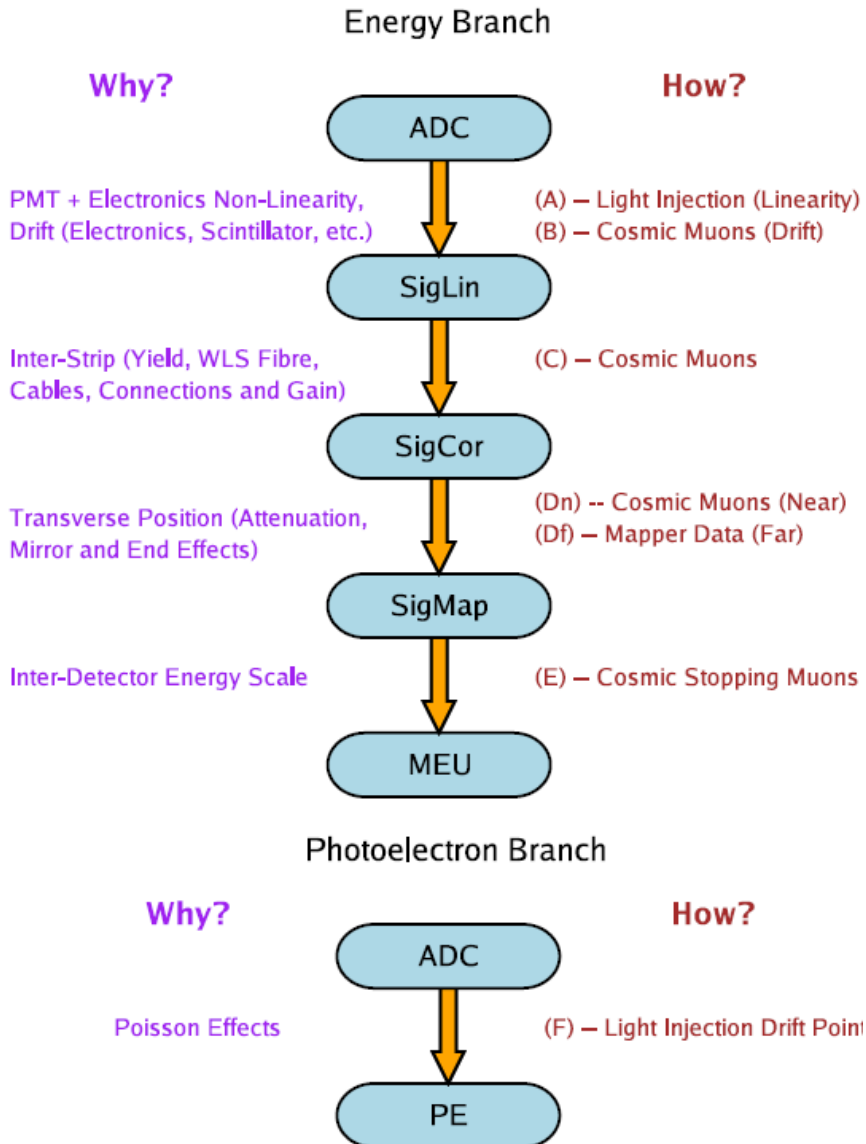 Energy Branch
Why?
How?
ADC
PMT + Electronics Non-Linearity,
Drift (Electronics, Scintillator, etc.)
(A) – Light Injection (Linearity)
(B) – Cosmic Muons (Drift)
SigLin
Inter-Strip (Yield, WLS Fibre,
Cables, Connections and Gain)
(C) – Cosmic Muons
SigCor
Transverse Position (Attenuation,
Mirror and End Effects)
(Dn) -- Cosmic Muons (Near)
(Df) – Mapper Data (Far)
SigMap
Inter-Detector Energy Scale
(E) – Cosmic Stopping Muons
MEU
Photoelectron Branch
Why?
How?
ADC
Poisson Effects
(F) – Light Injection Drift Point
PE